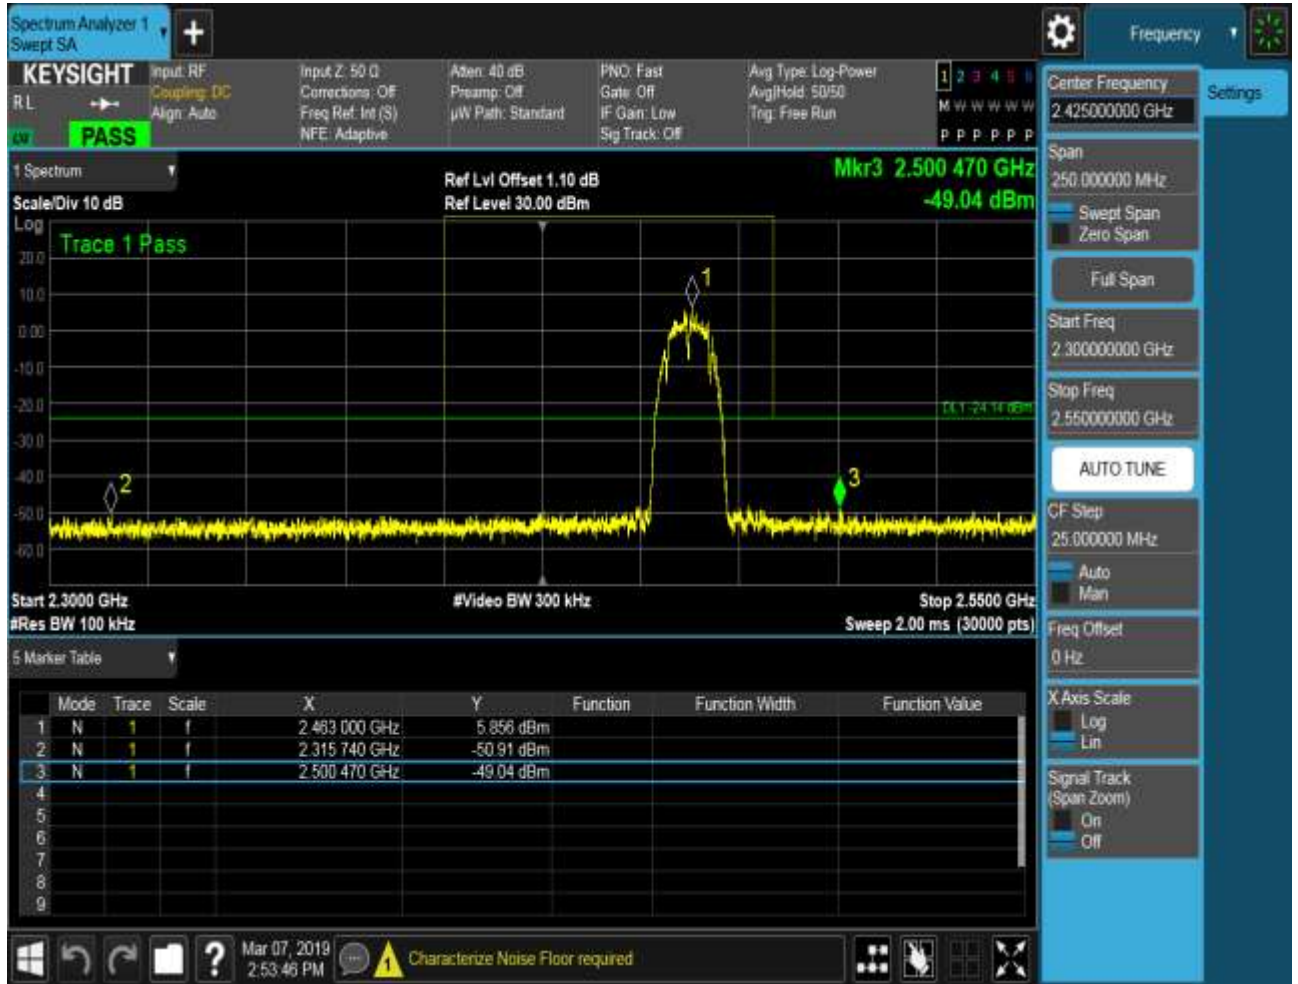 Spectrum Analyzer 1
Swept SA
+
Frequency
KEYSIGHT
RL
PASS
Input: RF
Coupling: DC
Align: Auto
Input Z: 50 Ω
Corrections: Off
Freq Ref: Int (S)
NFE: Adaptive
Atten: 40 dB
Preamp: Off
µW Path: Standard
PNO: Fast
Gate: Off
IF Gain: Low
Sig Track: Off
Avg Type: Log-Power
Avg|Hold: 50/50
Trig: Free Run
1 2 3 4 5 6
M W W W W W
P P P P P P
1 Spectrum
Scale/Div 10 dB
Ref Lvl Offset 1.10 dB
Ref Level 30.00 dBm
Mkr3 2.500 470 GHz
-49.04 dBm
Log
Trace 1 Pass
20.0
10.0
0.00
-10.0
-20.0
-30.0
-40.0
-50.0
-60.0
1
2
3
DL1 -24.14 dBm
Start 2.3000 GHz
#Res BW 100 kHz
#Video BW 300 kHz
Stop 2.5500 GHz
Sweep 2.00 ms (30000 pts)
5 Marker Table
Mode Trace Scale X Y Function Function Width Function Value
1 N 1 f 2.463 000 GHz 5.856 dBm
2 N 1 f 2.315 740 GHz -50.91 dBm
3 N 1 f 2.500 470 GHz -49.04 dBm
4
5
6
7
8
9
Mar 07, 2019
2:53:46 PM
1
Characterize Noise Floor required
Center Frequency
2.425000000 GHz
Settings
Span
250.000000 MHz
Swept Span
Zero Span
Full Span
Start Freq
2.300000000 GHz
Stop Freq
2.550000000 GHz
AUTO TUNE
CF Step
25.000000 MHz
Auto
Man
Freq Offset
0 Hz
X Axis Scale
Log
Lin
Signal Track
(Span Zoom)
On
Off